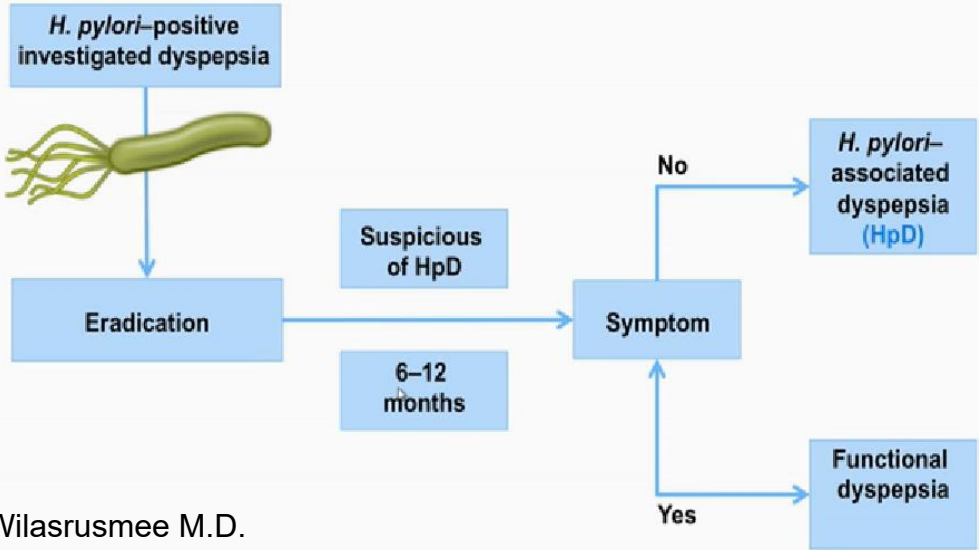 H. pylori–positive
investigated dyspepsia
Eradication
Suspicious
of HpD
6–12
months
Symptom
No
H. pylori–
associated
dyspepsia
(HpD)
Yes
Functional
dyspepsia
Wilasrusmee M.D.